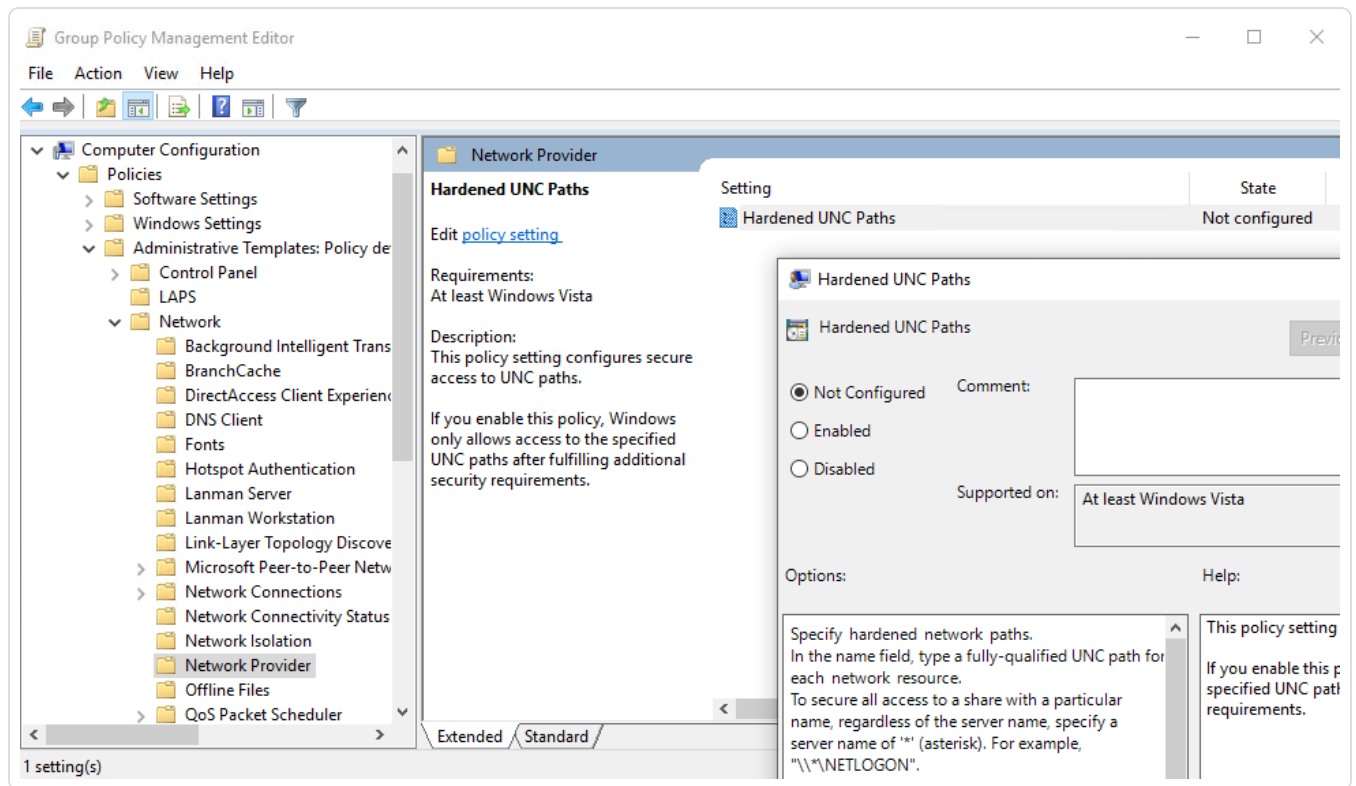 Group Policy Management Editor
File Action View Help
Computer Configuration
Policies
Software Settings
Windows Settings
Administrative Templates: Policy de
Control Panel
LAPS
Network
Background Intelligent Trans
BranchCache
DirectAccess Client Experienc
DNS Client
Fonts
Hotspot Authentication
Lanman Server
Lanman Workstation
Link-Layer Topology Discove
Microsoft Peer-to-Peer Netw
Network Connections
Network Connectivity Status
Network Isolation
Network Provider
Offline Files
QoS Packet Scheduler
1 setting(s)
Network Provider
Hardened UNC Paths
Edit policy setting
Requirements:
At least Windows Vista
Description:
This policy setting configures secure
access to UNC paths.
If you enable this policy, Windows
only allows access to the specified
UNC paths after fulfilling additional
security requirements.
Extended Standard
Setting State
Hardened UNC Paths Not configured
Hardened UNC Paths
Hardened UNC Paths
Previ
Not Configured
Enabled
Disabled
Comment:
Supported on:
At least Windows Vista
Options:
Help:
Specify hardened network paths.
In the name field, type a fully-qualified UNC path for
each network resource.
To secure all access to a share with a particular
name, regardless of the server name, specify a
server name of '*' (asterisk). For example,
"\\*\NETLOGON".
This policy setting
If you enable this p
specified UNC path
requirements.